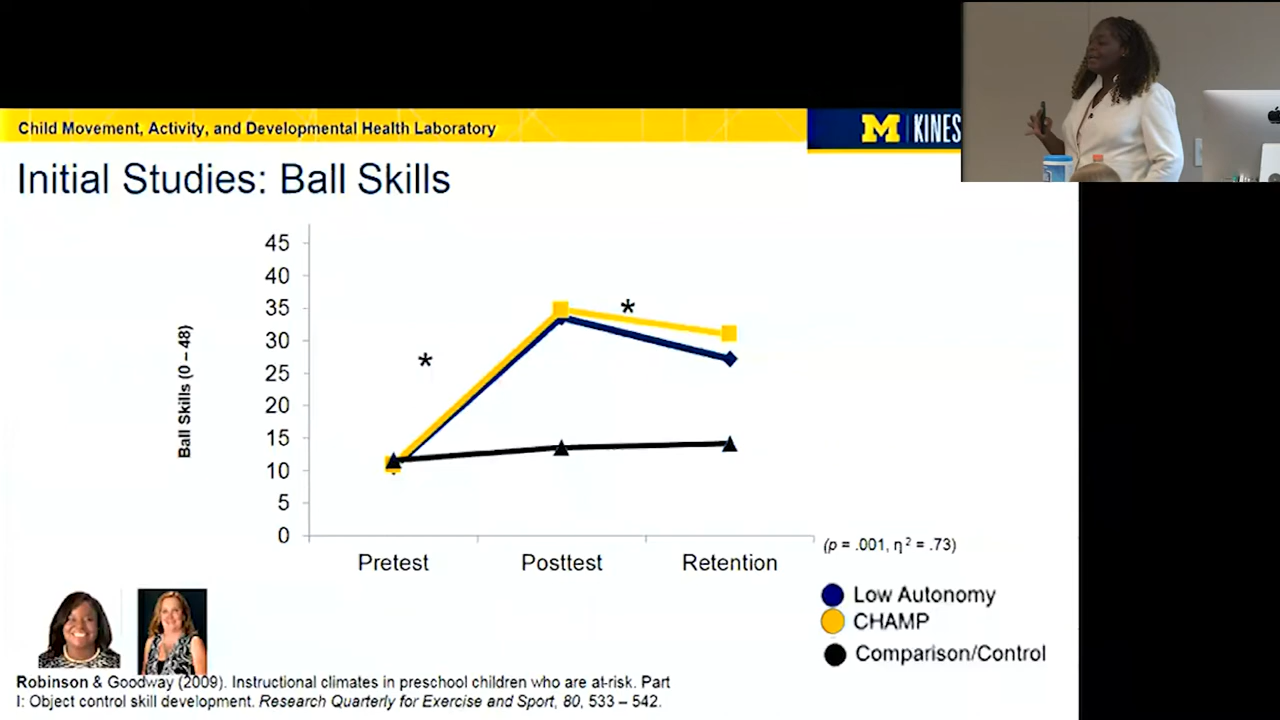 Child Movement, Activity, and Developmental Health Laboratory
M KINES
Initial Studies: Ball Skills
Ball Skills (0 – 48)
45
40
35
30
25
20
15
10
5
0
*
*
Pretest Posttest Retention
(p = .001, η² = .73)
Low Autonomy
CHAMP
Comparison/Control
Robinson & Goodway (2009). Instructional climates in preschool children who are at-risk. Part
I: Object control skill development. Research Quarterly for Exercise and Sport, 80, 533 – 542.